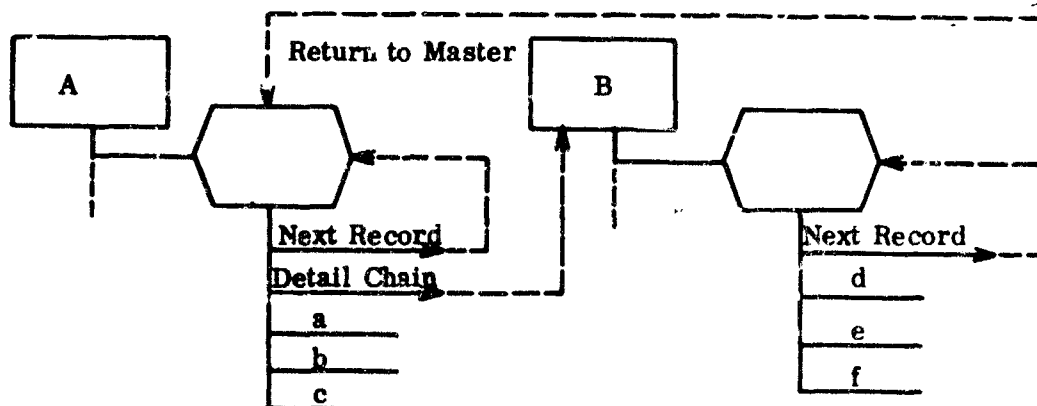 Return to Master
A
B
Next Record
Detail Chain
a
b
c
Next Record
d
e
f